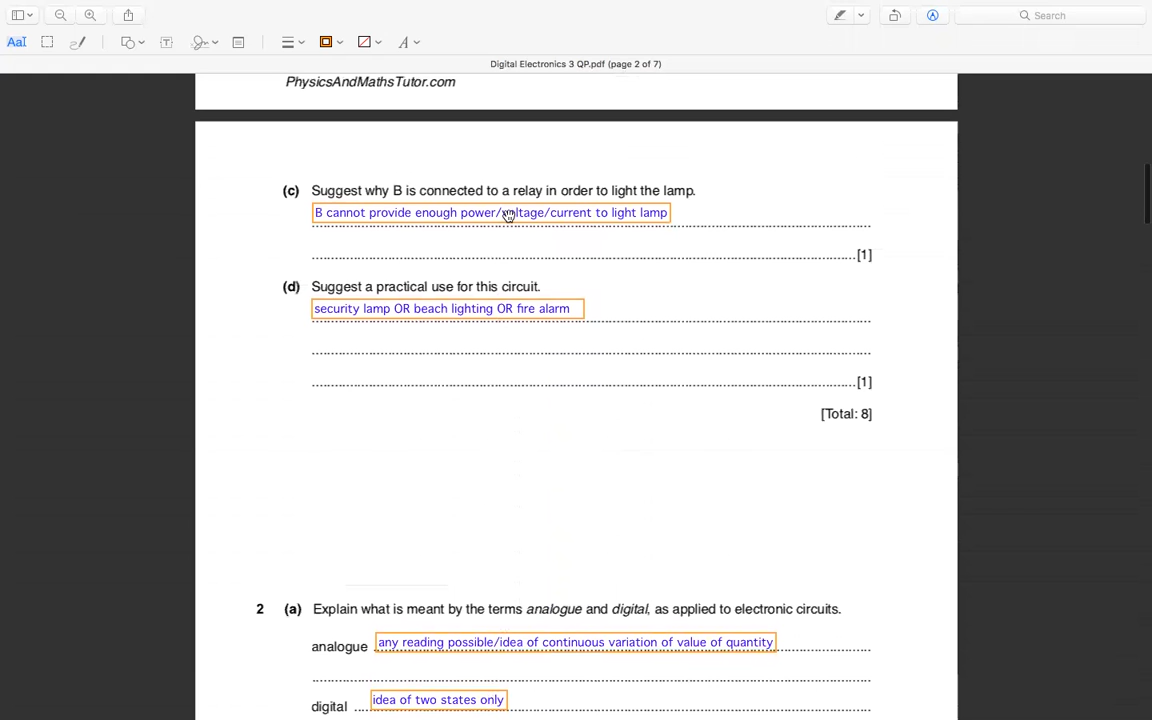 Search
AaI
Digital Electronics 3 QP.pdf (page 2 of 7)
PhysicsAndMathsTutor.com
(c) Suggest why B is connected to a relay in order to light the lamp.
B cannot provide enough power/voltage/current to light lamp
[1]
(d) Suggest a practical use for this circuit.
security lamp OR beach lighting OR fire alarm
[1]
[Total: 8]
2 (a) Explain what is meant by the terms analogue and digital, as applied to electronic circuits.
analogue any reading possible/idea of continuous variation of value of quantity
digital idea of two states only